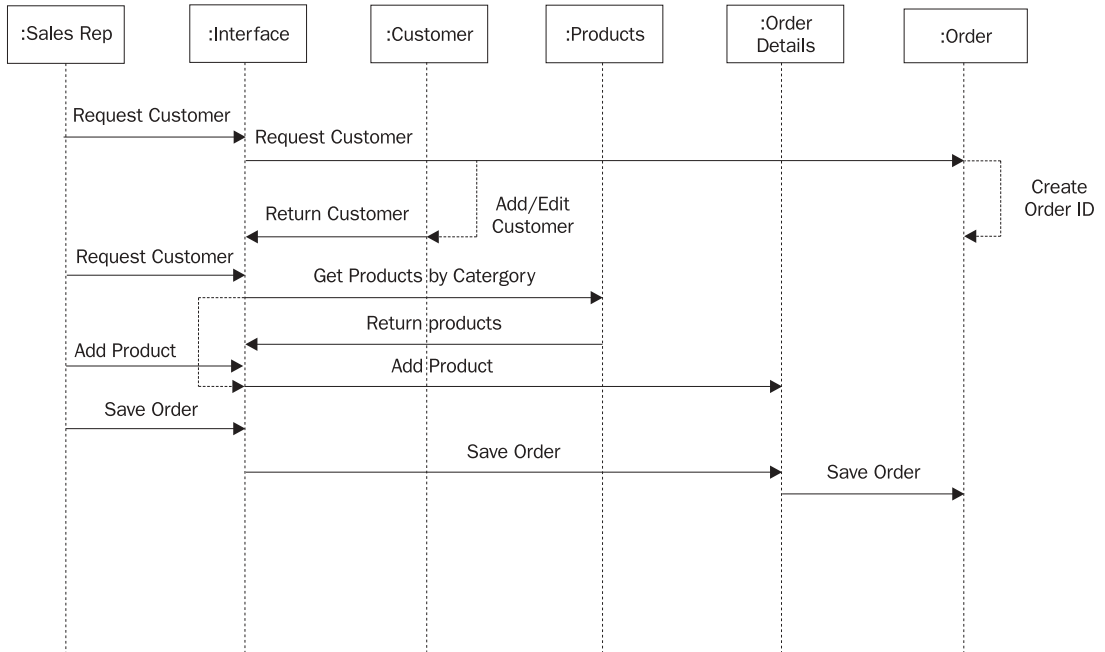 :Sales Rep
:Interface
:Customer
:Products
:Order
Details
:Order
Request Customer
Request Customer
Create
Order ID
Add/Edit
Customer
Return Customer
Request Customer
Get Products by Catergory
Return products
Add Product
Add Product
Save Order
Save Order
Save Order